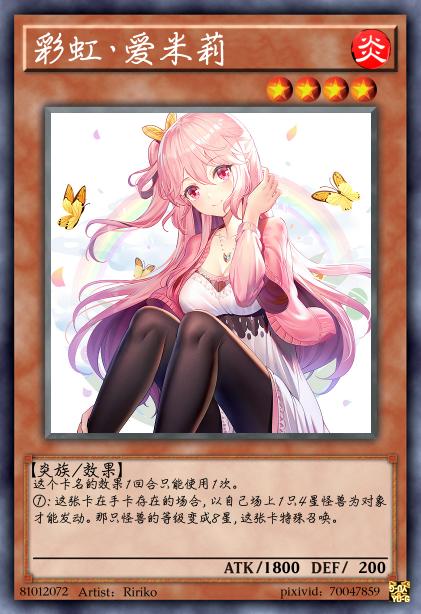 彩虹·爱米莉
炎
【炎族/效果】
这个卡名的效果1回合只能使用1次。
①：这张卡在手卡存在的场合，以自己场上1只4星怪兽为对象
才能发动。那只怪兽的等级变成8星，这张卡特殊召唤。
ATK/1800 DEF/ 200
81012072 Artist: Ririko pixivid: 70047859